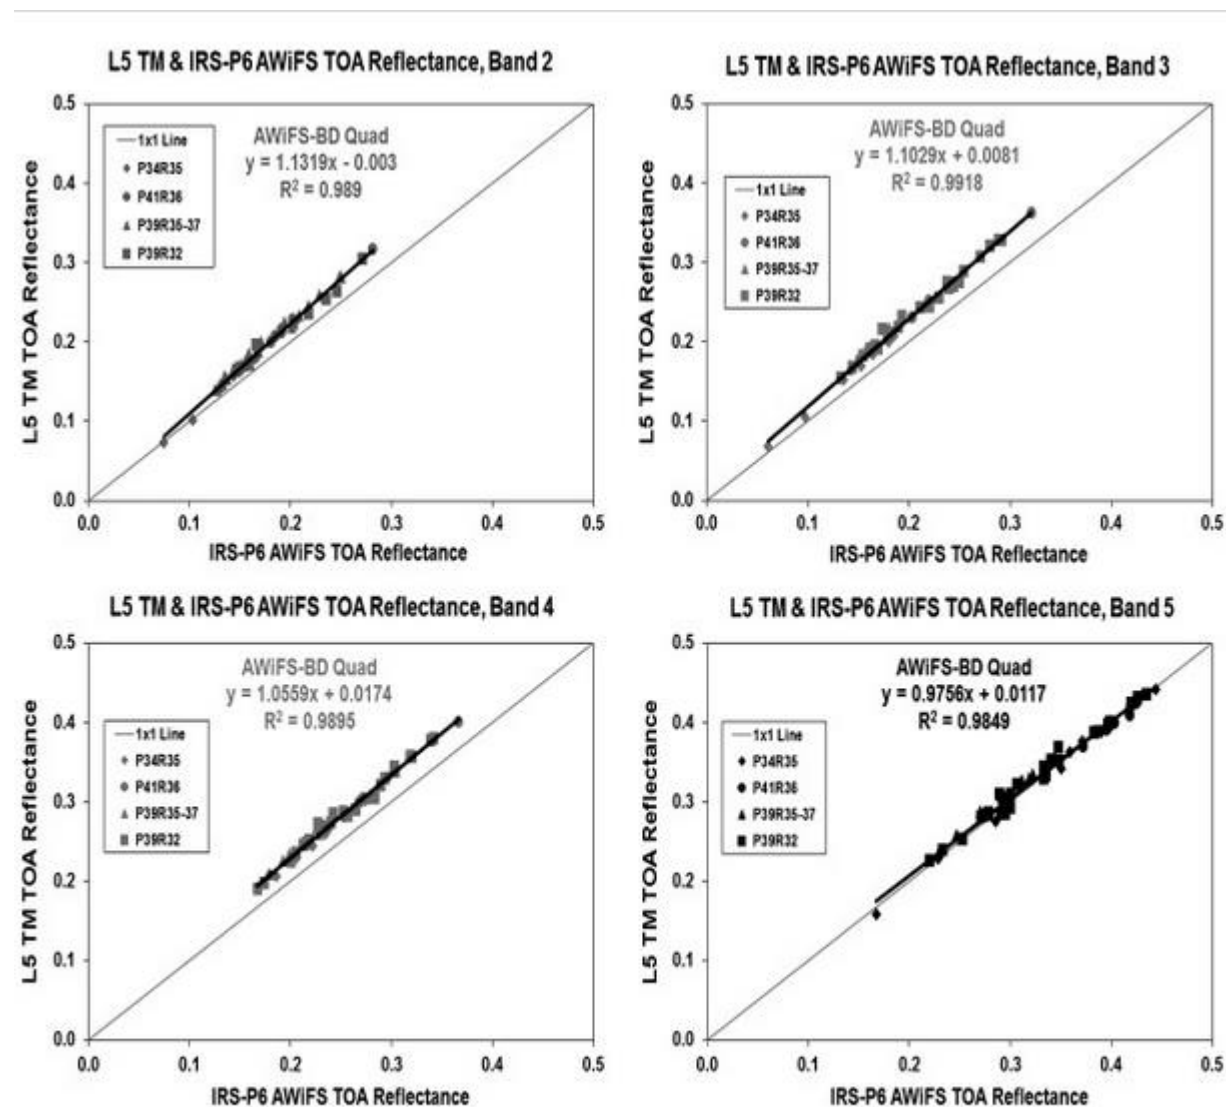 L5 TM & IRS-P6 AWiFS TOA Reflectance, Band 2
AWiFS-BD Quad
y = 1.1319x - 0.003
R² = 0.989
1x1 Line
P34R35
P41R36
P39R35-37
P39R32
L5 TM TOA Reflectance
0.5
0.4
0.3
0.2
0.1
0.0
0.0 0.1 0.2 0.3 0.4 0.5
IRS-P6 AWiFS TOA Reflectance
L5 TM & IRS-P6 AWiFS TOA Reflectance, Band 3
AWiFS-BD Quad
y = 1.1029x + 0.0081
R² = 0.9918
1x1 Line
P34R35
P41R36
P39R35-37
P39R32
L5 TM TOA Reflectance
0.5
0.4
0.3
0.2
0.1
0.0
0.0 0.1 0.2 0.3 0.4 0.5
IRS-P6 AWiFS TOA Reflectance
L5 TM & IRS-P6 AWiFS TOA Reflectance, Band 4
AWiFS-BD Quad
y = 1.0559x + 0.0174
R² = 0.9895
1x1 Line
P34R35
P41R36
P39R35-37
P39R32
L5 TM TOA Reflectance
0.5
0.4
0.3
0.2
0.1
0.0
0.0 0.1 0.2 0.3 0.4 0.5
IRS-P6 AWiFS TOA Reflectance
L5 TM & IRS-P6 AWiFS TOA Reflectance, Band 5
AWiFS-BD Quad
y = 0.9756x + 0.0117
R² = 0.9849
1x1 Line
P34R35
P41R36
P39R35-37
P39R32
L5 TM TOA Reflectance
0.5
0.4
0.3
0.2
0.1
0.0
0.0 0.1 0.2 0.3 0.4 0.5
IRS-P6 AWiFS TOA Reflectance